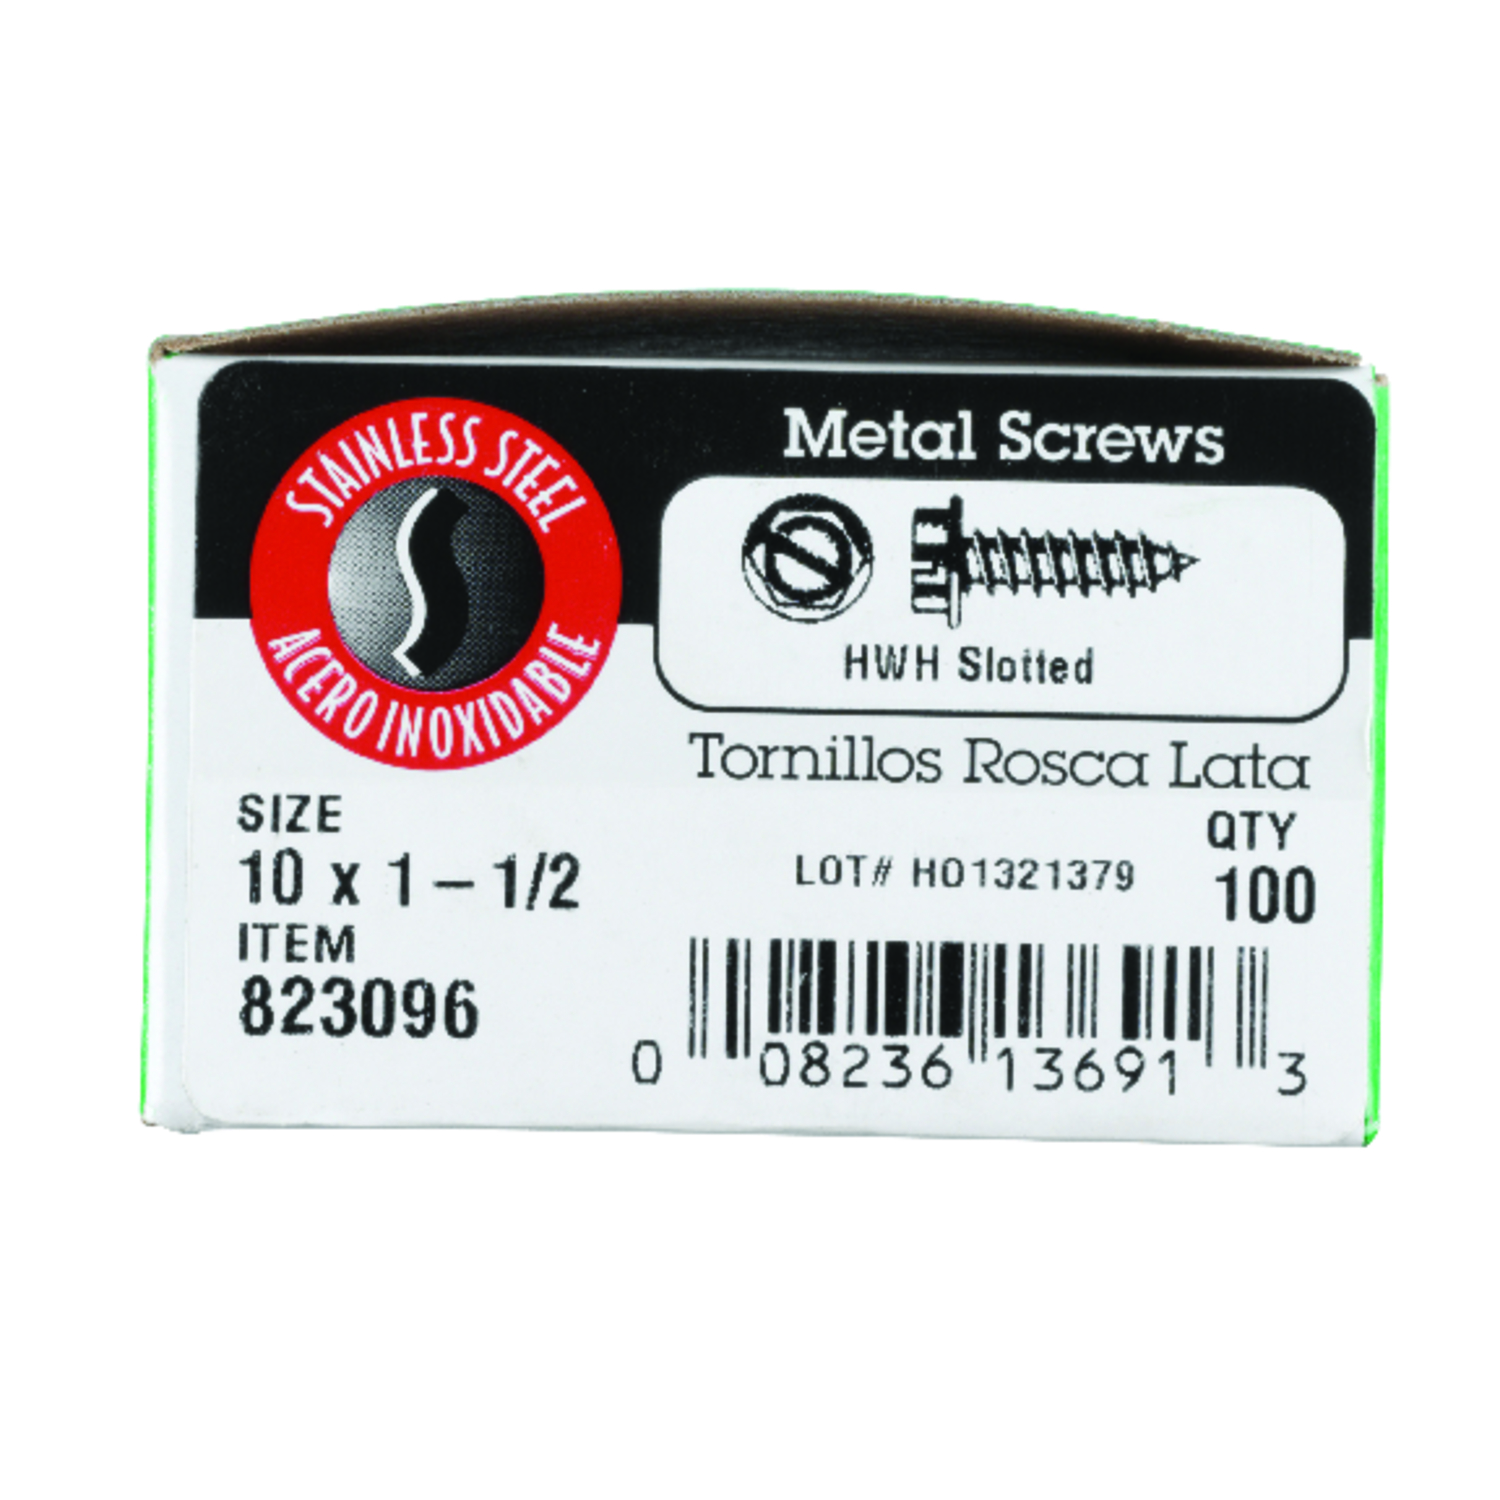 STAINLESS STEEL
ACERO INOXIDABLE
Metal Screws
HWH Slotted
Tornillos Rosca Lata
SIZE
10 x 1 – 1/2
ITEM
823096
LOT# H01321379
QTY
100
0 08236 13691 3